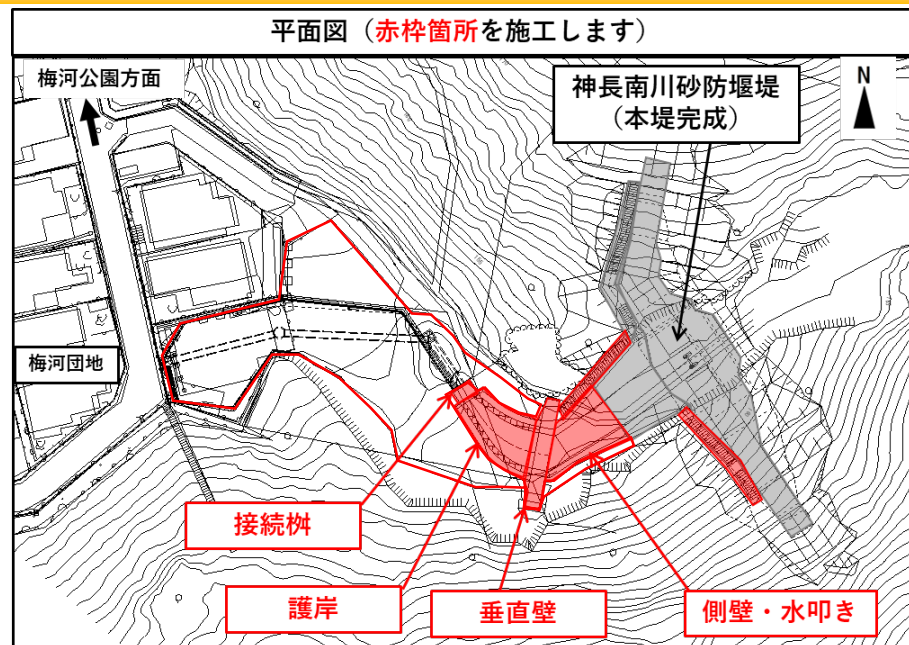 平面図（赤枠箇所を施工します）
梅河公園方面
神長南川砂防堰堤
（本堤完成）
N
梅河団地
接続桝
護岸
垂直壁
側壁・水叩き